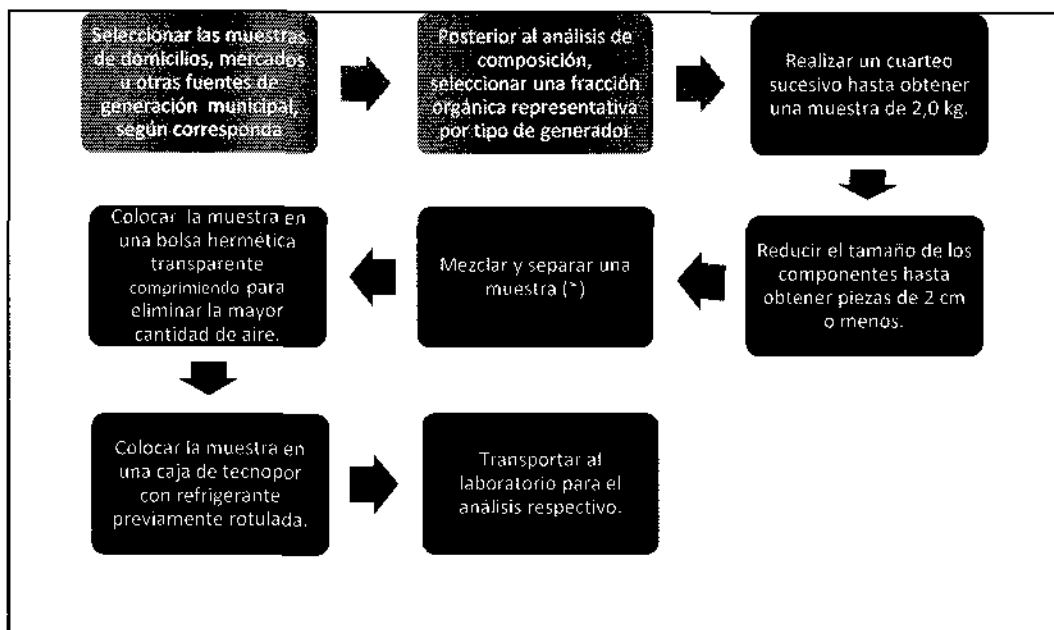 Seleccionar las muestras
de domicilios, mercados
u otras fuentes de
generación municipal,
según corresponda
Posterior al análisis de
composición,
seleccionar una fracción
orgánica representativa
por tipo de generador
Realizar un cuarteo
sucesivo hasta obtener
una muestra de 2,0 kg.
Reducir el tamaño de los
componentes hasta
obtener piezas de 2 cm
o menos.
Mezclar y separar una
muestra (*)
Colocar la muestra en
una bolsa hermética
transparente
comprimiendo para
eliminar la mayor
cantidad de aire.
Colocar la muestra en
una caja de tecnopor
con refrigerante
previamente rotulada.
Transportar al
laboratorio para el
análisis respectivo.